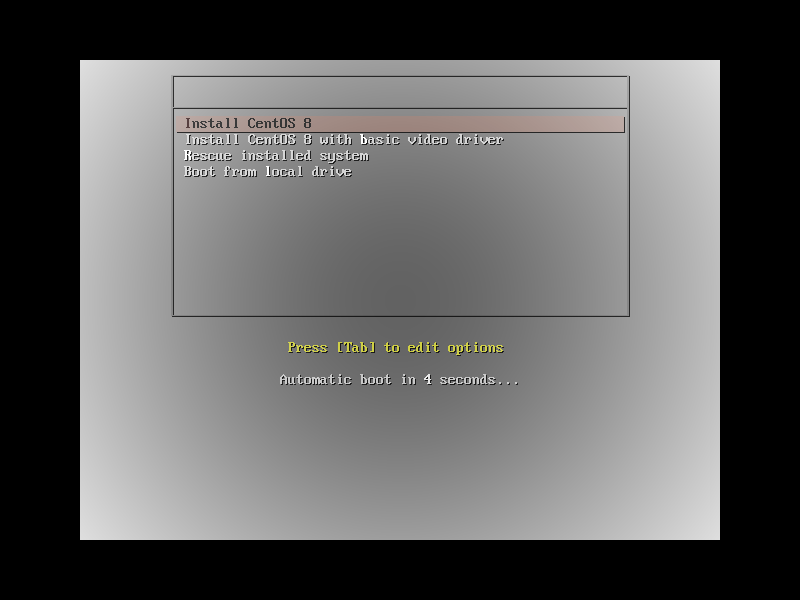 Install CentOS 8
Install CentOS 8 with basic video driver
Rescue installed system
Boot from local drive
Press [Tab] to edit options
Automatic boot in 4 seconds...